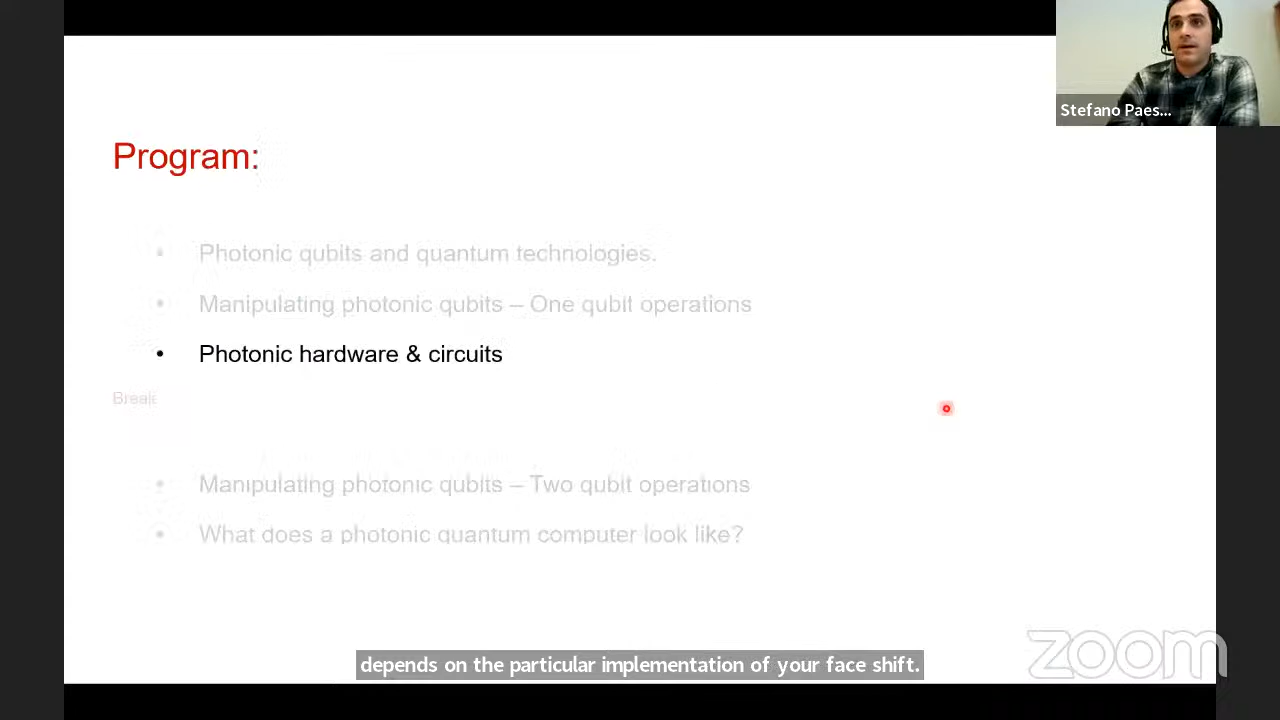 Stefano Paes...
Program:
• Photonic qubits and quantum technologies.
• Manipulating photonic qubits – One qubit operations
• Photonic hardware & circuits
Break
• Manipulating photonic qubits – Two qubit operations
• What does a photonic quantum computer look like?
zoom
depends on the particular implementation of your face shift.